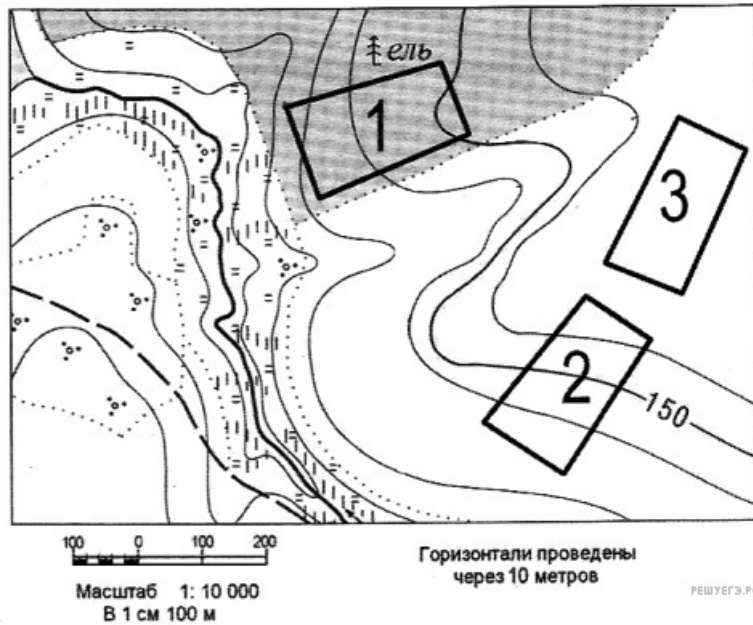 ель
1
3
2
150
100 0 100 200
Масштаб 1: 10 000
В 1 см 100 м
Горизонтали проведены
через 10 метров